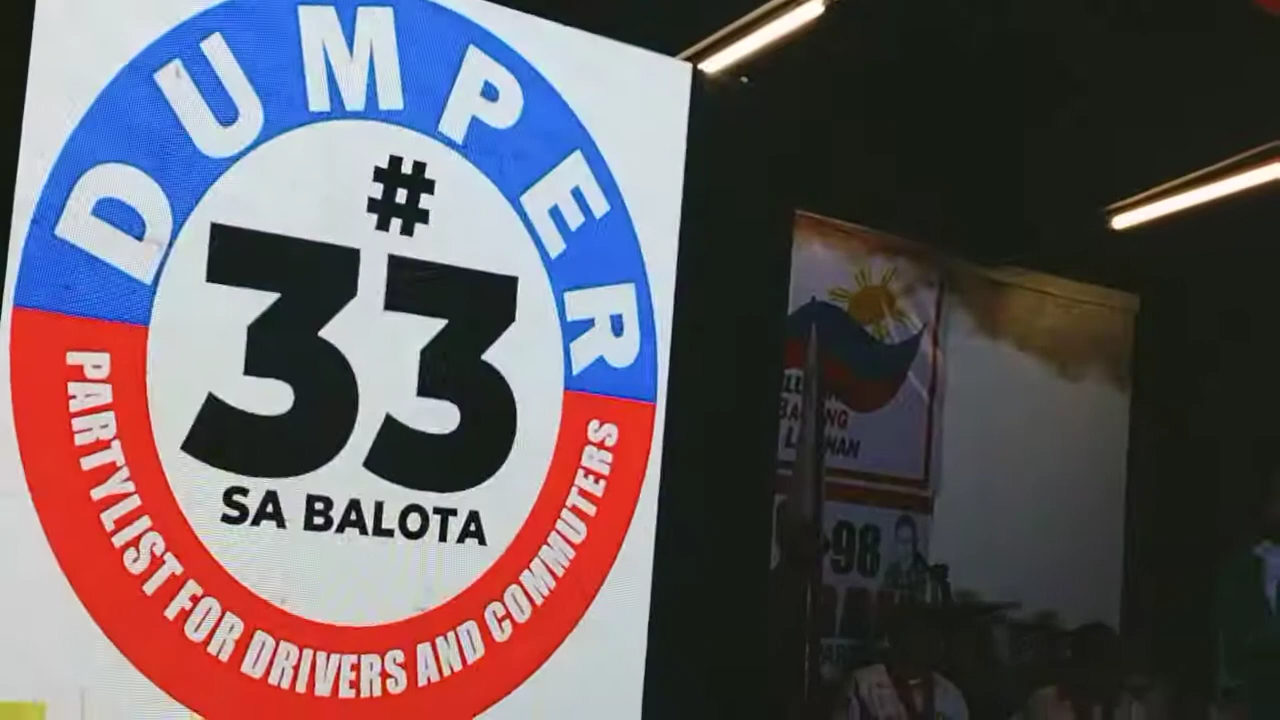 DUMPER
#
33
SA BALOTA
PARTYLIST FOR DRIVERS AND COMMUTERS
98